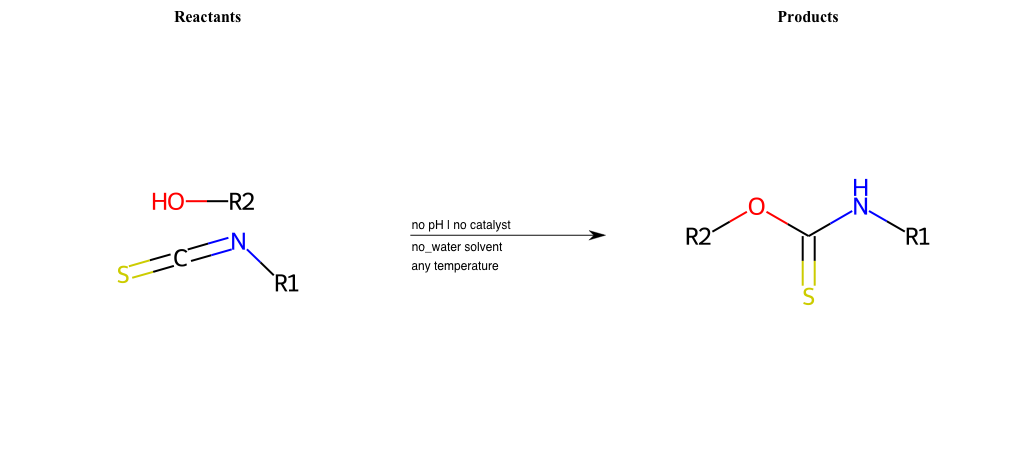 Reactants Products
HO R2
S C N
R1
no pH | no catalyst
no_water solvent
any temperature
H
O N
R2 R1
S